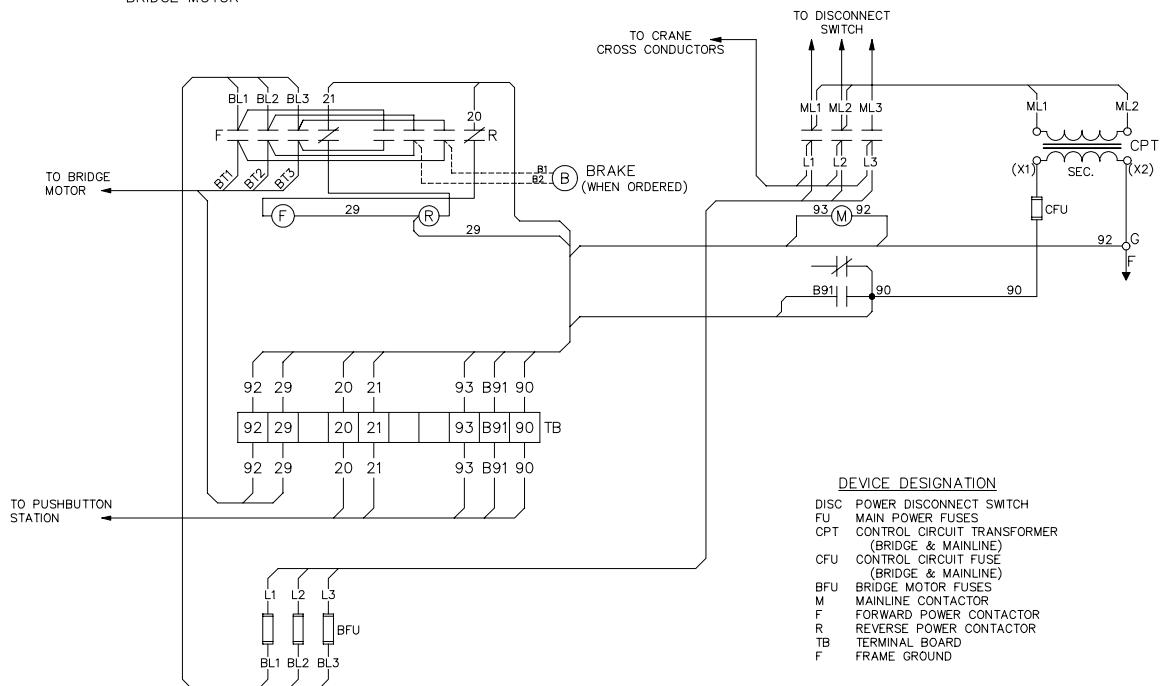 BRIDGE MOTOR
TO DISCONNECT
SWITCH
TO CRANE
CROSS CONDUCTORS
BL1 BL2 BL3 21
20
ML1 ML2 ML3
ML1 ML2
F R
CPT
L1 L2 L3
(X1) SEC. (X2)
BT1 BT2 BT3
B1
B2
B BRAKE
(WHEN ORDERED)
TO BRIDGE
MOTOR
CFU
F 29 R
29
93 M 92
92 G
F
B91 90 90
92 29 20 21 93 B91 90
92 29 20 21 93 B91 90 TB
92 29 20 21 93 B91 90
TO PUSHBUTTON
STATION
L1 L2 L3
BFU
BL1 BL2 BL3
DEVICE DESIGNATION
DISC POWER DISCONNECT SWITCH
FU MAIN POWER FUSES
CPT CONTROL CIRCUIT TRANSFORMER
(BRIDGE & MAINLINE)
CFU CONTROL CIRCUIT FUSE
(BRIDGE & MAINLINE)
BFU BRIDGE MOTOR FUSES
M MAINLINE CONTACTOR
F FORWARD POWER CONTACTOR
R REVERSE POWER CONTACTOR
TB TERMINAL BOARD
F FRAME GROUND